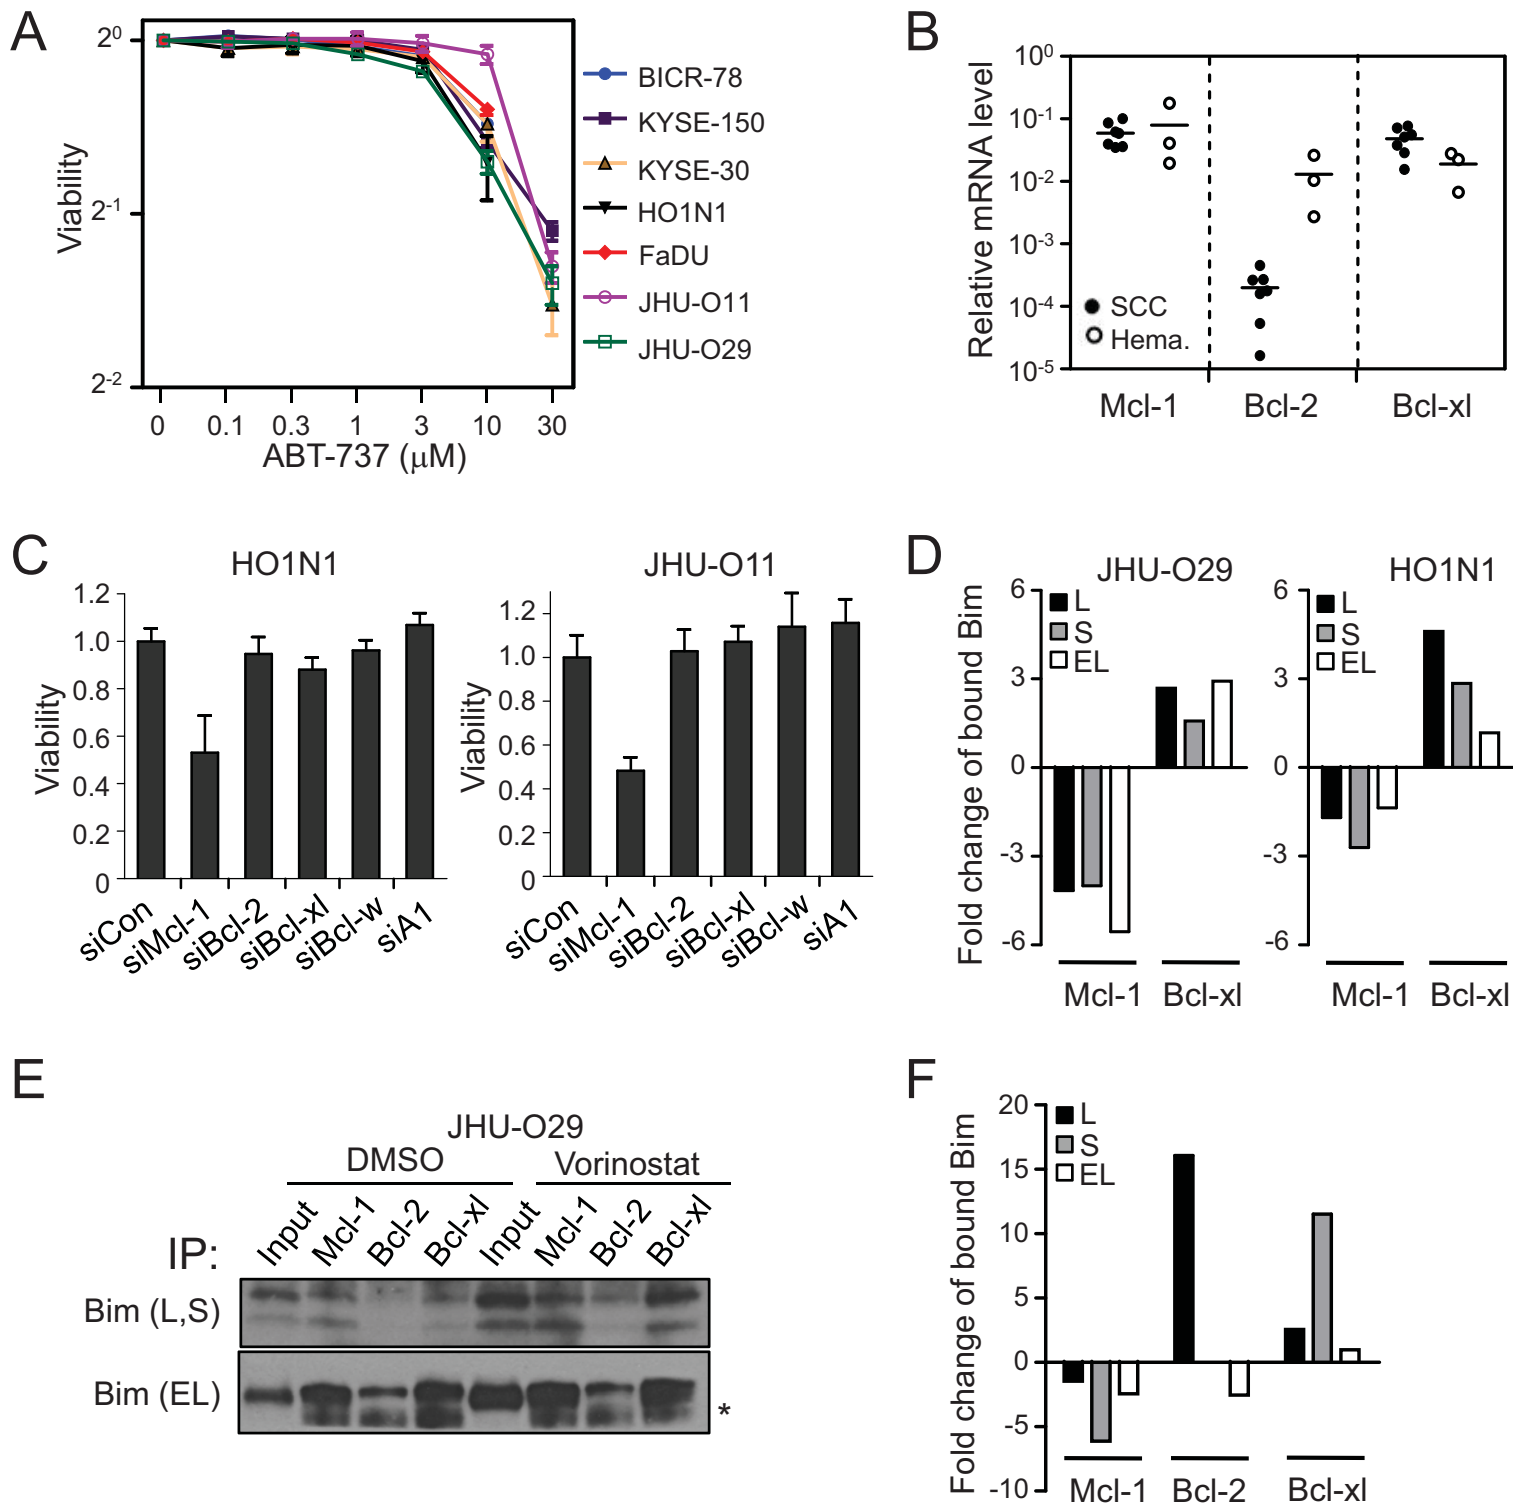 A
2⁰
2⁻¹
2⁻²
Viability
0 0.1 0.3 1 3 10 30
ABT-737 (μM)
BICR-78
KYSE-150
KYSE-30
HO1N1
FaDU
JHU-O11
JHU-O29
B
Relative mRNA level
10⁰
10⁻¹
10⁻²
10⁻³
10⁻⁴
10⁻⁵
SCC
Hema.
Mcl-1 Bcl-2 Bcl-xl
C
HO1N1
Viability
1.2
1.0
0.8
0.6
0.4
0.2
0
siCon siMcl-1 siBcl-2 siBcl-xl siBcl-w siA1
JHU-O11
Viability
1.2
1.0
0.8
0.6
0.4
0.2
0
siCon siMcl-1 siBcl-2 siBcl-xl siBcl-w siA1
D
Fold change of bound Bim
JHU-O29
6
3
0
-3
-6
L
S
EL
Mcl-1 Bcl-xl
HO1N1
6
3
0
-3
-6
L
S
EL
Mcl-1 Bcl-xl
E
JHU-O29
DMSO Vorinostat
IP: Input Mcl-1 Bcl-2 Bcl-xl Input Mcl-1 Bcl-2 Bcl-xl
Bim (L,S)
Bim (EL)
*
F
Fold change of bound Bim
20
15
10
5
0
-5
-10
L
S
EL
Mcl-1 Bcl-2 Bcl-xl